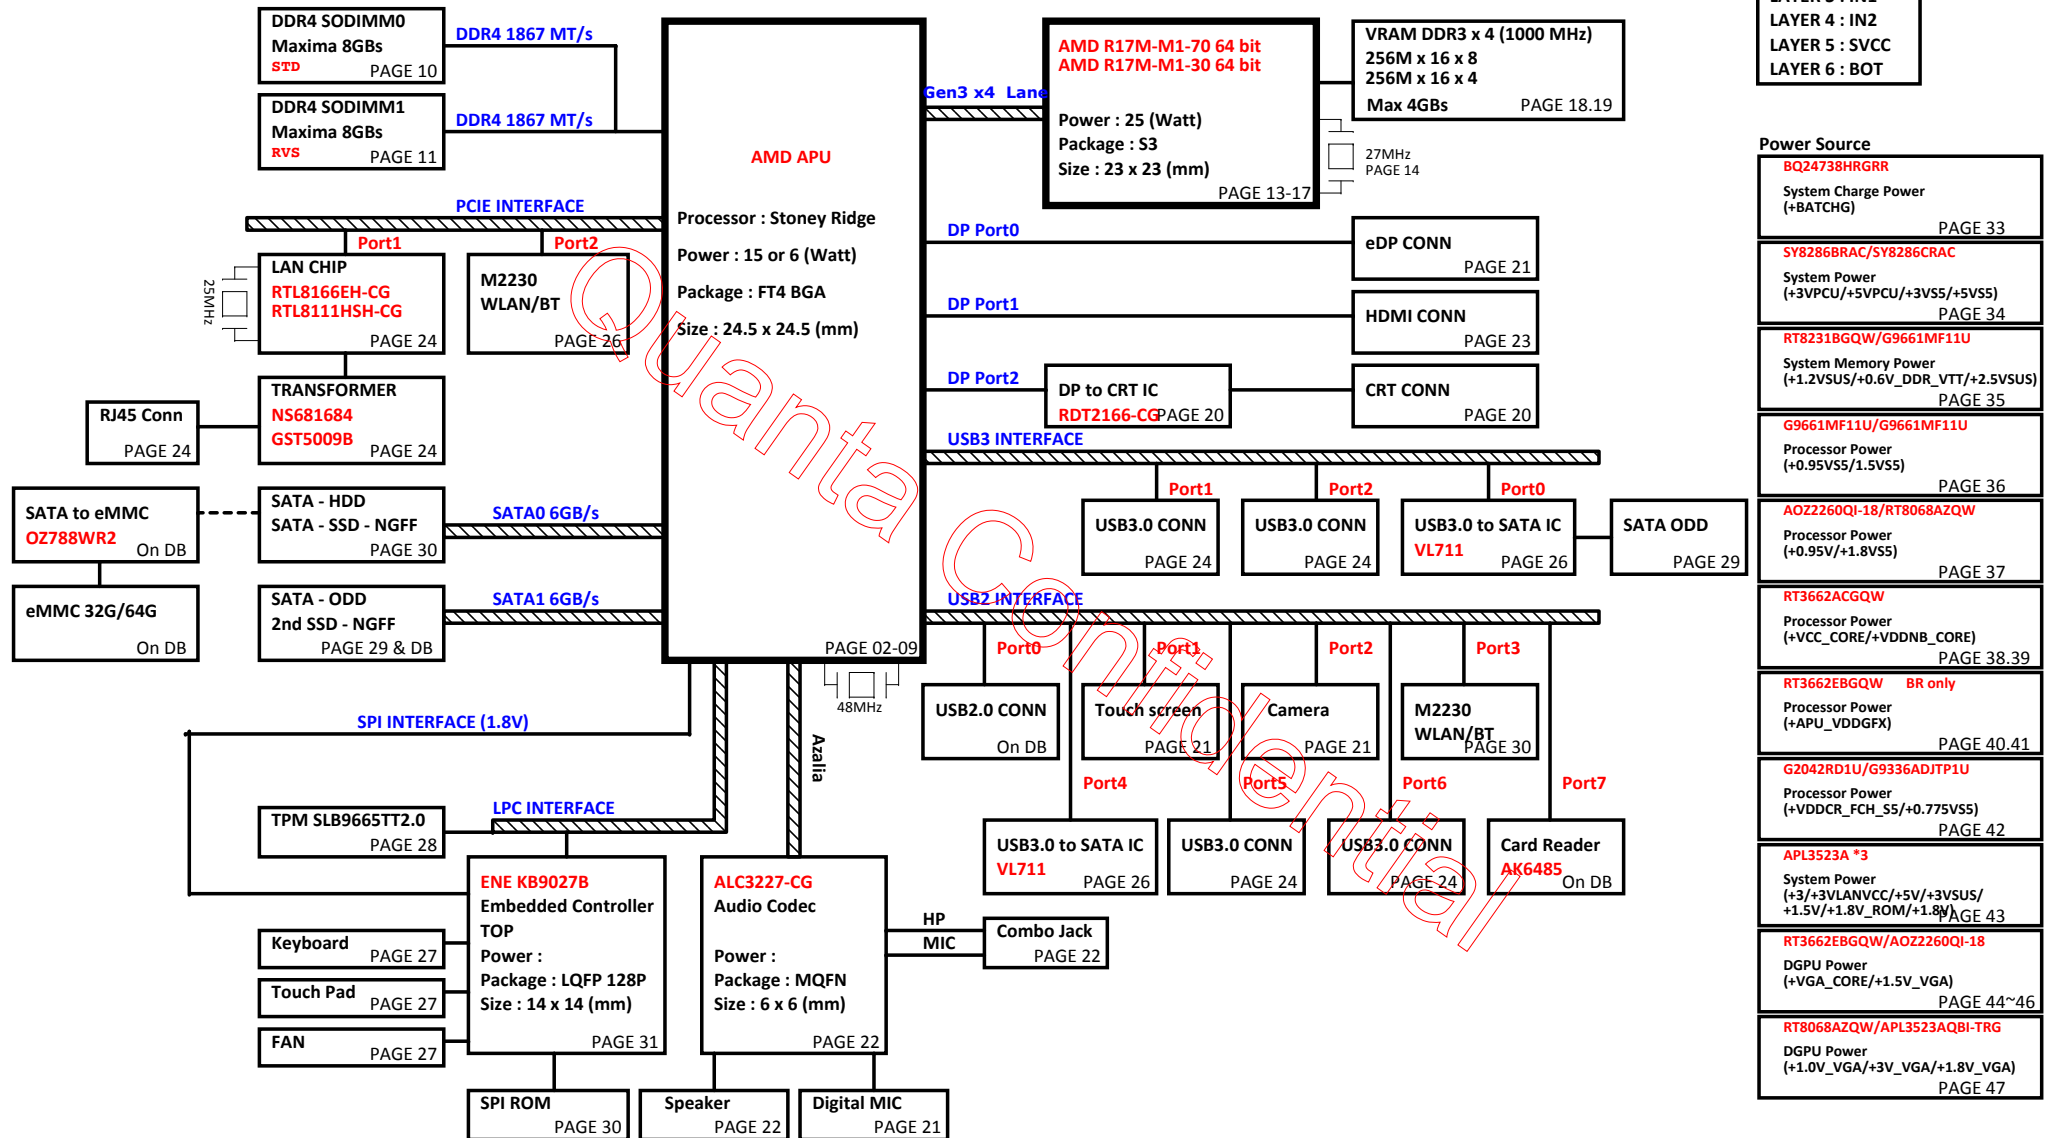 DDR4 SODIMM0
Maxima 8GBs
STD
PAGE 10
DDR4 1867 MT/s
DDR4 SODIMM1
Maxima 8GBs
RVS
PAGE 11
DDR4 1867 MT/s
PCIE INTERFACE
Port1
Port2
25MHz
LAN CHIP
RTL8166EH-CG
RTL8111HSH-CG
PAGE 24
M2230
WLAN/BT
PAGE 26
TRANSFORMER
NS681684
GST5009B
PAGE 24
RJ45 Conn
PAGE 24
SATA to eMMC
OZ788WR2
On DB
eMMC 32G/64G
On DB
SATA - HDD
SATA - SSD - NGFF
PAGE 30
SATA0 6GB/s
SATA - ODD
2nd SSD - NGFF
PAGE 29 & DB
SATA1 6GB/s
AMD APU
Processor : Stoney Ridge
Power : 15 or 6 (Watt)
Package : FT4 BGA
Size : 24.5 x 24.5 (mm)
PAGE 02-09
48MHz
Gen3 x4 Lane
AMD R17M-M1-70 64 bit
AMD R17M-M1-30 64 bit
Power : 25 (Watt)
Package : S3
Size : 23 x 23 (mm)
PAGE 13-17
VRAM DDR3 x 4 (1000 MHz)
256M x 16 x 8
256M x 16 x 4
Max 4GBs
PAGE 18.19
27MHz
PAGE 14
DP Port0
eDP CONN
PAGE 21
DP Port1
HDMI CONN
PAGE 23
DP Port2
DP to CRT IC
RDT2166-CG
PAGE 20
CRT CONN
PAGE 20
USB3 INTERFACE
Port1
Port2
Port0
USB3.0 CONN
PAGE 24
USB3.0 CONN
PAGE 24
USB3.0 to SATA IC
VL711
PAGE 26
SATA ODD
PAGE 29
USB2 INTERFACE
Port0
Port1
Port2
Port3
USB2.0 CONN
On DB
Touch screen
PAGE 21
Camera
PAGE 21
M2230
WLAN/BT
PAGE 30
Port4
Port5
Port6
Port7
USB3.0 to SATA IC
VL711
PAGE 26
USB3.0 CONN
PAGE 24
USB3.0 CONN
PAGE 24
Card Reader
AK6485
On DB
SPI INTERFACE (1.8V)
LPC INTERFACE
Azalia
TPM SLB9665TT2.0
PAGE 28
ENE KB9027B
Embedded Controller
TOP
Power :
Package : LQFP 128P
Size : 14 x 14 (mm)
PAGE 31
Keyboard
PAGE 27
Touch Pad
PAGE 27
FAN
PAGE 27
SPI ROM
PAGE 30
ALC3227-CG
Audio Codec
Power :
Package : MQFN
Size : 6 x 6 (mm)
PAGE 22
HP
MIC
Combo Jack
PAGE 22
Speaker
PAGE 22
Digital MIC
PAGE 21
LAYER 4 : IN2
LAYER 5 : SVCC
LAYER 6 : BOT
Power Source
BQ24738HRGRR
System Charge Power
(+BATCHG)
PAGE 33
SY8286BRAC/SY8286CRAC
System Power
(+3VPCU/+5VPCU/+3VS5/+5VS5)
PAGE 34
RT8231BGQW/G9661MF11U
System Memory Power
(+1.2VSUS/+0.6V_DDR_VTT/+2.5VSUS)
PAGE 35
G9661MF11U/G9661MF11U
Processor Power
(+0.95VS5/1.5VS5)
PAGE 36
AOZ2260QI-18/RT8068AZQW
Processor Power
(+0.95V/+1.8VS5)
PAGE 37
RT3662ACGQW
Processor Power
(+VCC_CORE/+VDDNB_CORE)
PAGE 38.39
RT3662EBGQW BR only
Processor Power
(+APU_VDDGFX)
PAGE 40.41
G2042RD1U/G9336ADJTP1U
Processor Power
(+VDDCR_FCH_S5/+0.775VS5)
PAGE 42
APL3523A *3
System Power
(+3/+3VLANVCC/+5V/+3VSUS/
+1.5V/+1.8V_ROM/+1.8V)
PAGE 43
RT3662EBGQW/AOZ2260QI-18
DGPU Power
(+VGA_CORE/+1.5V_VGA)
PAGE 44~46
RT8068AZQW/APL3523AQBI-TRG
DGPU Power
(+1.0V_VGA/+3V_VGA/+1.8V_VGA)
PAGE 47
Quanta Confidential